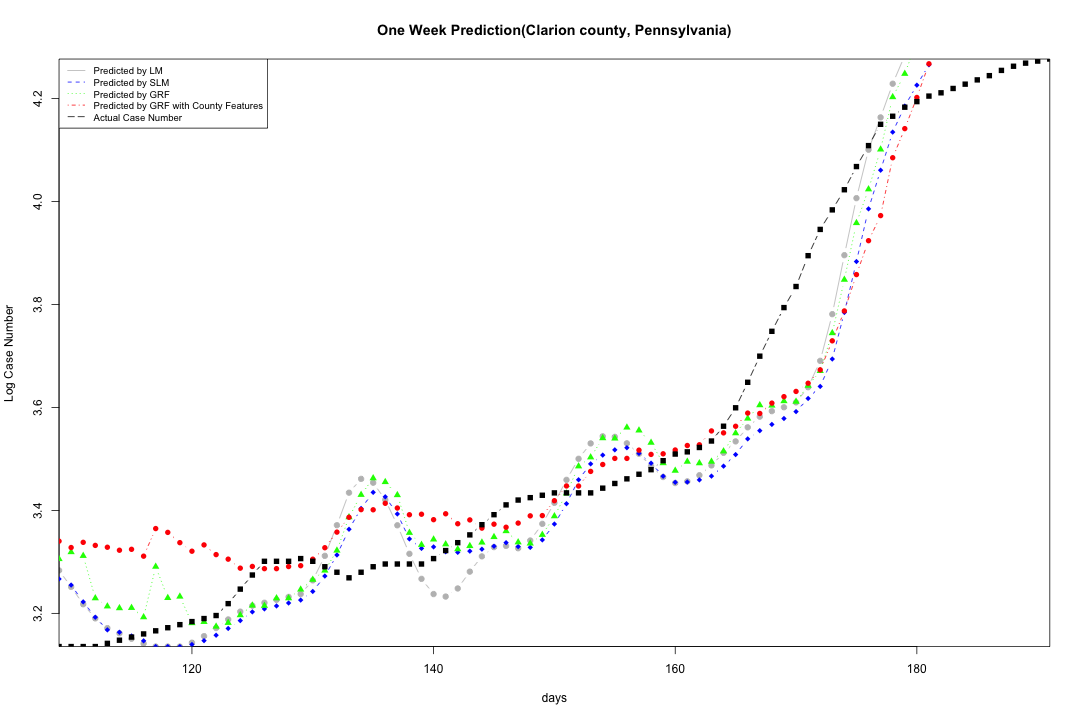 One Week Prediction(Clarion county, Pennsylvania)
Predicted by LM
Predicted by SLM
Predicted by GRF
Predicted by GRF with County Features
Actual Case Number
Log Case Number
4.2
4.0
3.8
3.6
3.4
3.2
120 140 160 180
days